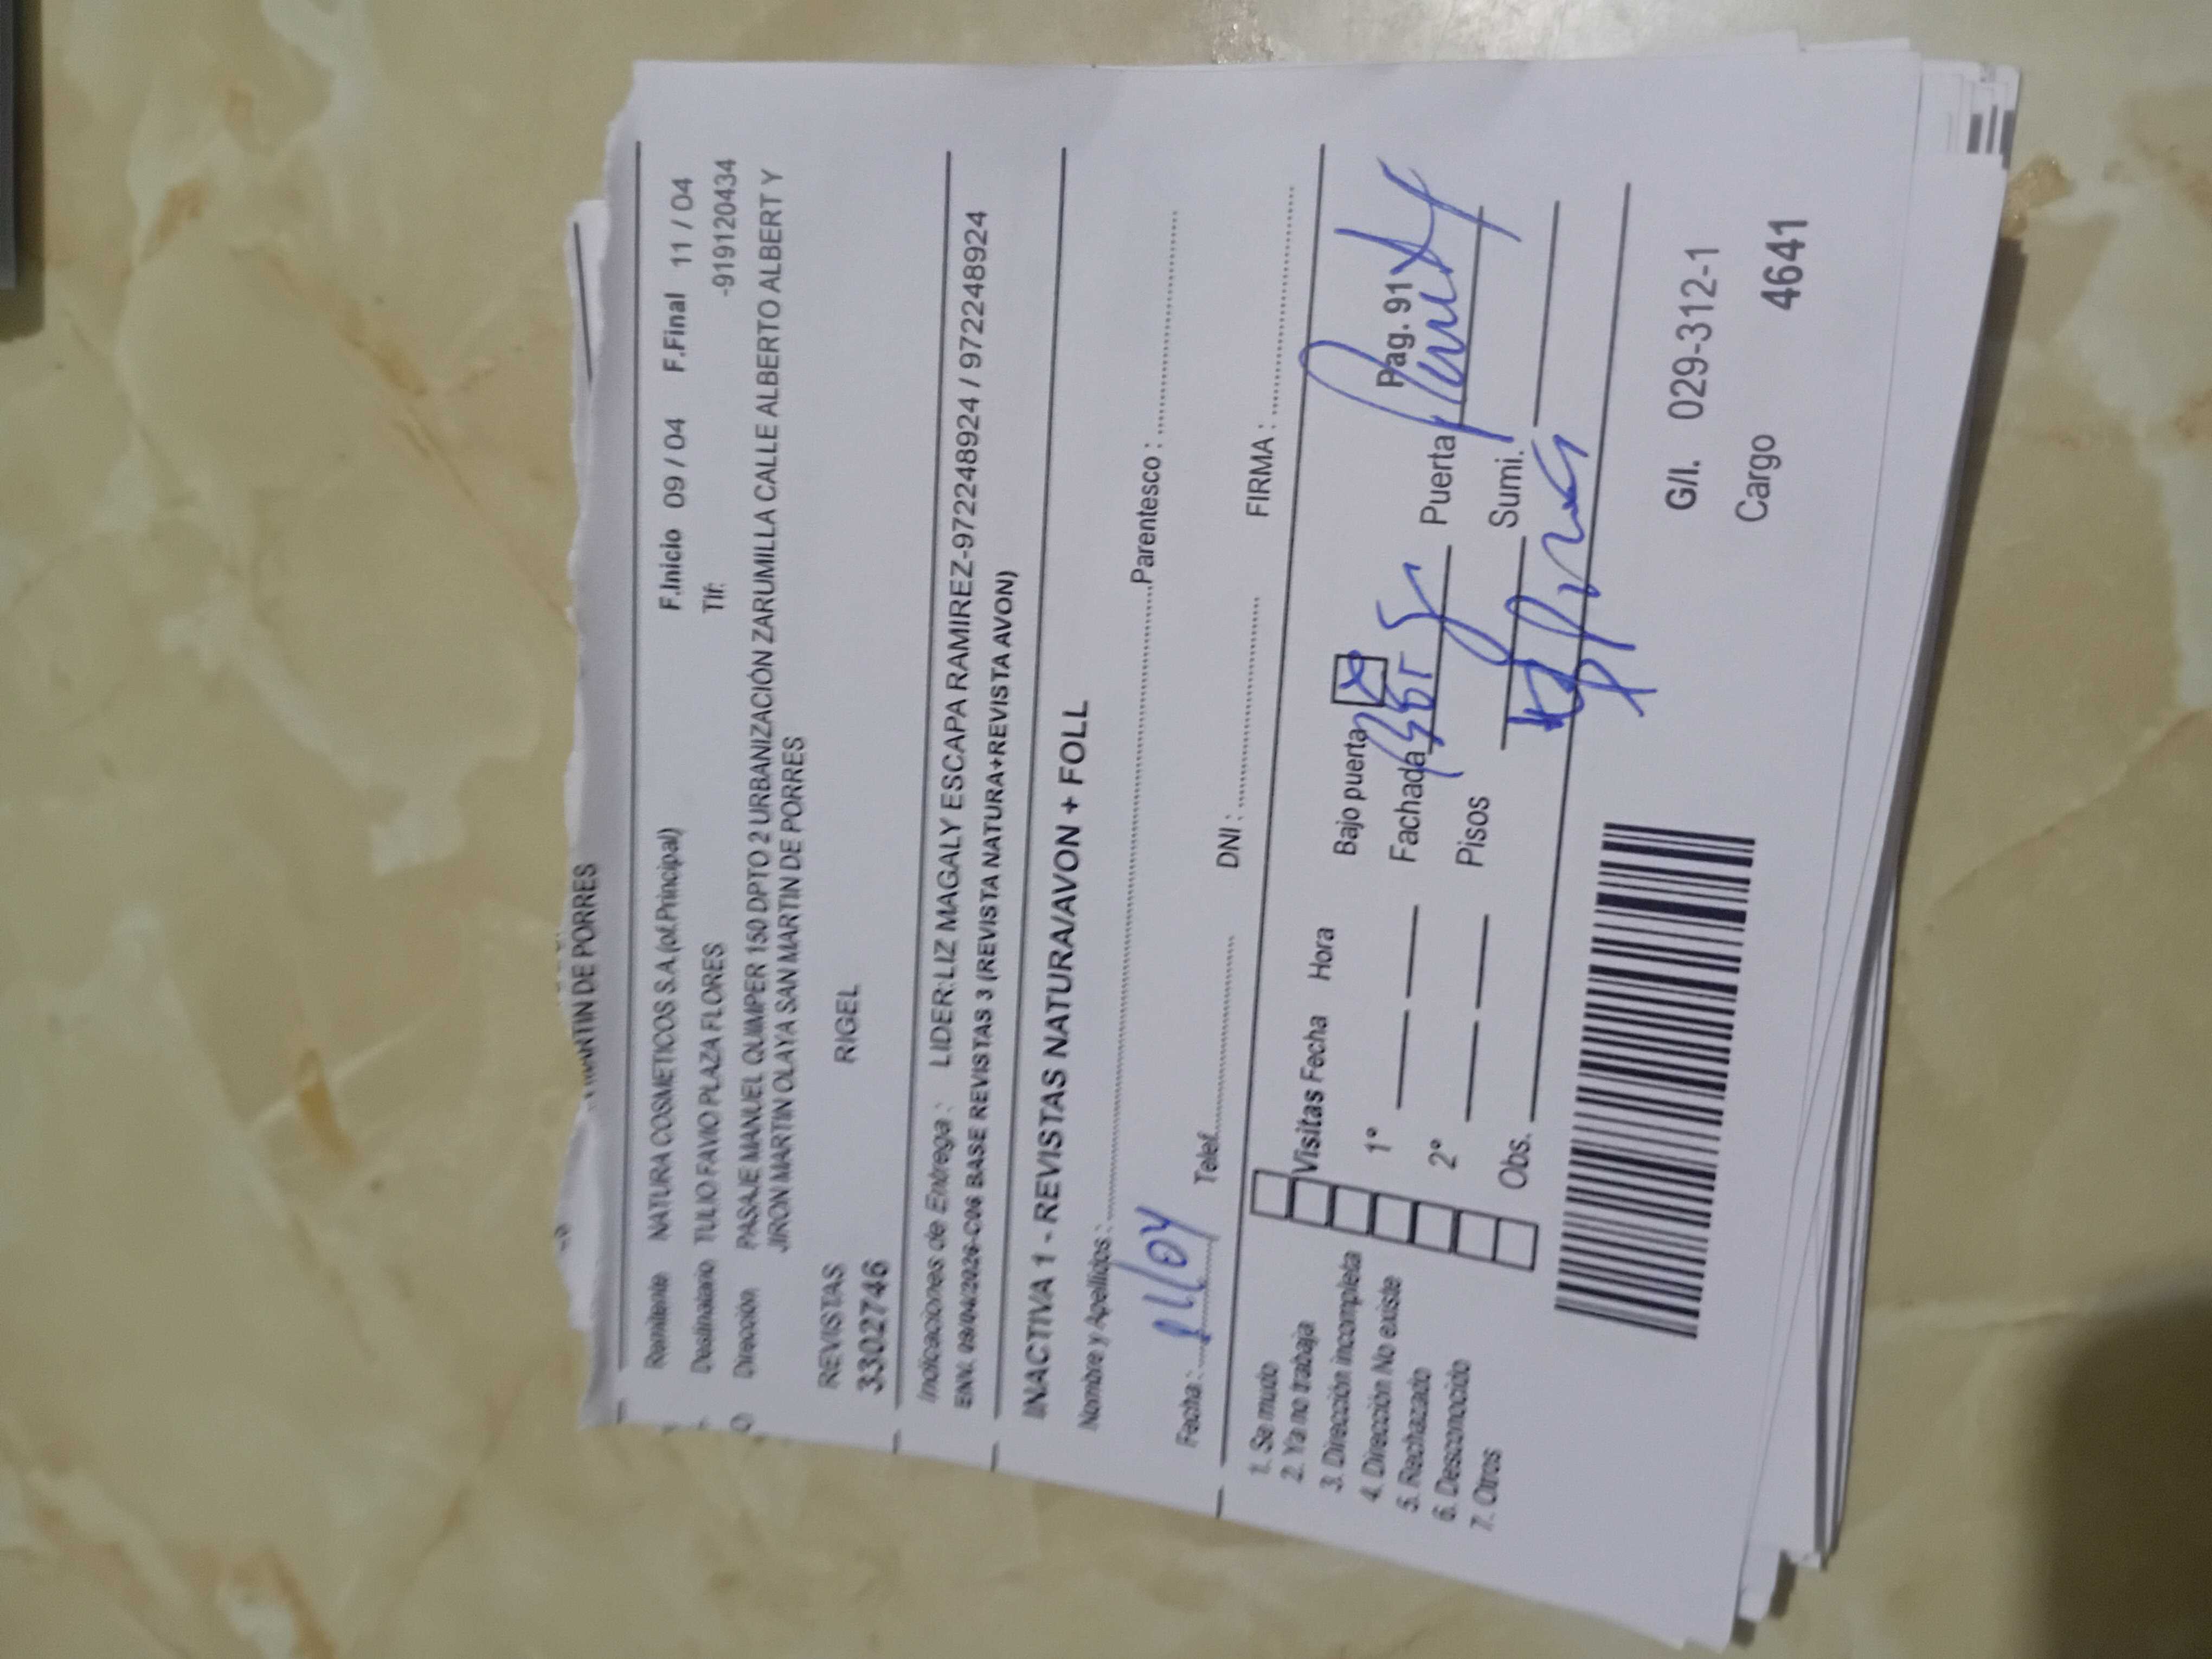 MARTIN DE PORRES
Remitente NATURA COSMETICOS S.A.(of.Principal) F.Inicio 09 / 04 F.Final 11 / 04
Destinatario TULIO FAVIO PLAZA FLORES Tlf: -919120434
Dirección PASAJE MANUEL QUIMPER 150 DPTO 2 URBANIZACIÓN ZARUMILLA CALLE ALBERTO ALBERT Y
JIRON MARTIN OLAYA SAN MARTIN DE PORRES
REVISTAS RIGEL
3302746
Indicaciones de Entrega : LIDER:LIZ MAGALY ESCAPA RAMIREZ-972248924 / 972248924
ENV. 09/04/2026-C06 BASE REVISTAS 3 (REVISTA NATURA+REVISTA AVON)
INACTIVA 1 - REVISTAS NATURA/AVON + FOLL
Nombre y Apellidos : Parentesco :
Fecha : Telef. DNI : FIRMA :
1. Se mudo
2. Ya no trabaja
3. Dirección incompleta
4. Dirección No existe
5. Rechazado
6. Desconocido
7. Otros
Visitas Fecha Hora Bajo puerta Pag. 91
1° Fachada Puerta
2° Pisos Sumi.
Obs.
G/I. 029-312-1
Cargo 4641